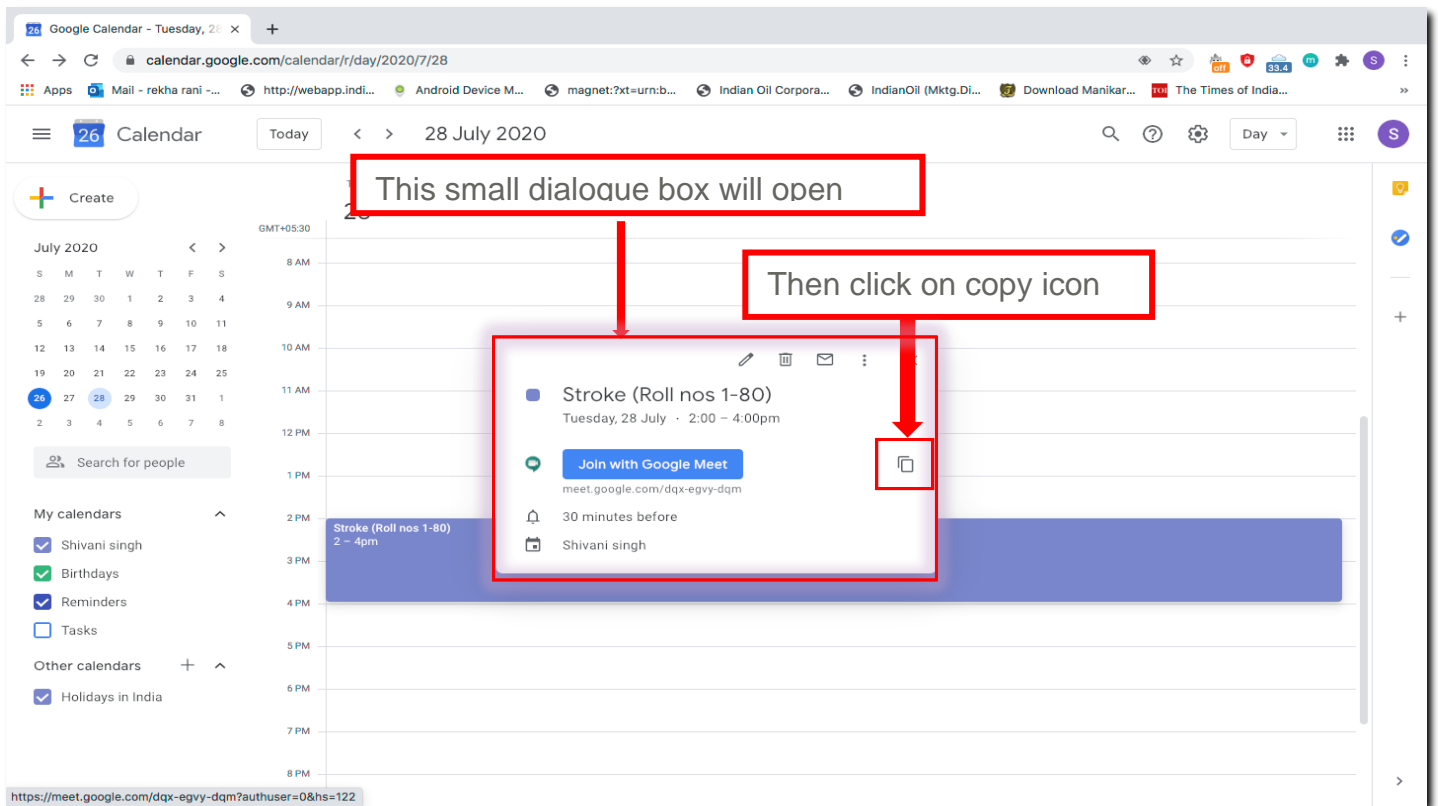 26 Google Calendar - Tuesday, 28
calendar.google.com/calendar/r/day/2020/7/28
off 33.4 m S
Apps Mail - rekha rani -... http://webapp.indi... Android Device M... magnet:?xt=urn:b... Indian Oil Corpora... IndianOil (Mktg.Di... Download Manikar... TOI The Times of India... »
26 Calendar Today < > 28 July 2020 Day S
This small dialogue box will open
Create
GMT+05:30
July 2020 < >
S M T W T F S
28 29 30 1 2 3 4
5 6 7 8 9 10 11
12 13 14 15 16 17 18
19 20 21 22 23 24 25
26 27 28 29 30 31 1
2 3 4 5 6 7 8
Search for people
My calendars
Shivani singh
Birthdays
Reminders
Tasks
Other calendars
Holidays in India
8 AM
9 AM
10 AM
11 AM
12 PM
1 PM
2 PM
3 PM
4 PM
5 PM
6 PM
7 PM
8 PM
Then click on copy icon
Stroke (Roll nos 1-80)
Tuesday, 28 July · 2:00 – 4:00pm
Join with Google Meet
meet.google.com/dqx-egvy-dqm
30 minutes before
Shivani singh
Stroke (Roll nos 1-80)
2 – 4pm
https://meet.google.com/dqx-egvy-dqm?authuser=0&hs=122